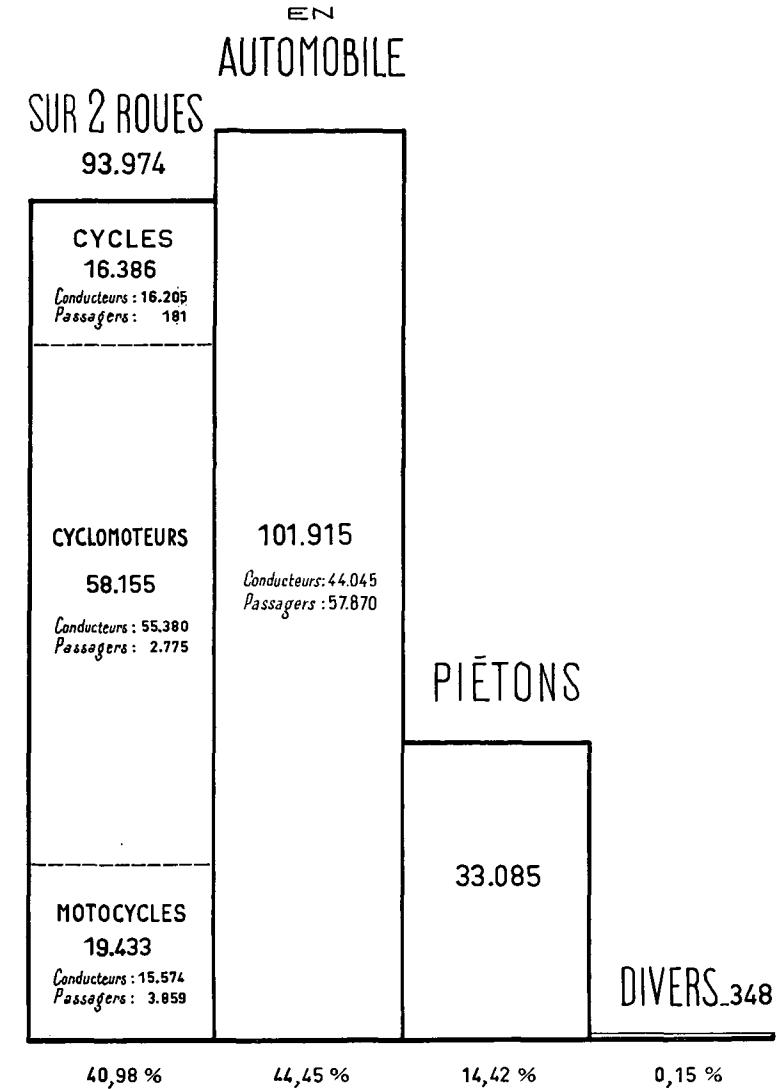 EN
AUTOMOBILE
SUR 2 ROUES
93.974
CYCLES
16.386
Conducteurs : 16.205
Passagers : 181
CYCLOMOTEURS
58.155
Conducteurs : 55.380
Passagers : 2.775
MOTOCYCLES
19.433
Conducteurs : 15.574
Passagers : 3.859
101.915
Conducteurs: 44.045
Passagers : 57.870
PIÉTONS
33.085
DIVERS_348
40,98 %
44,45 %
14,42 %
0,15 %